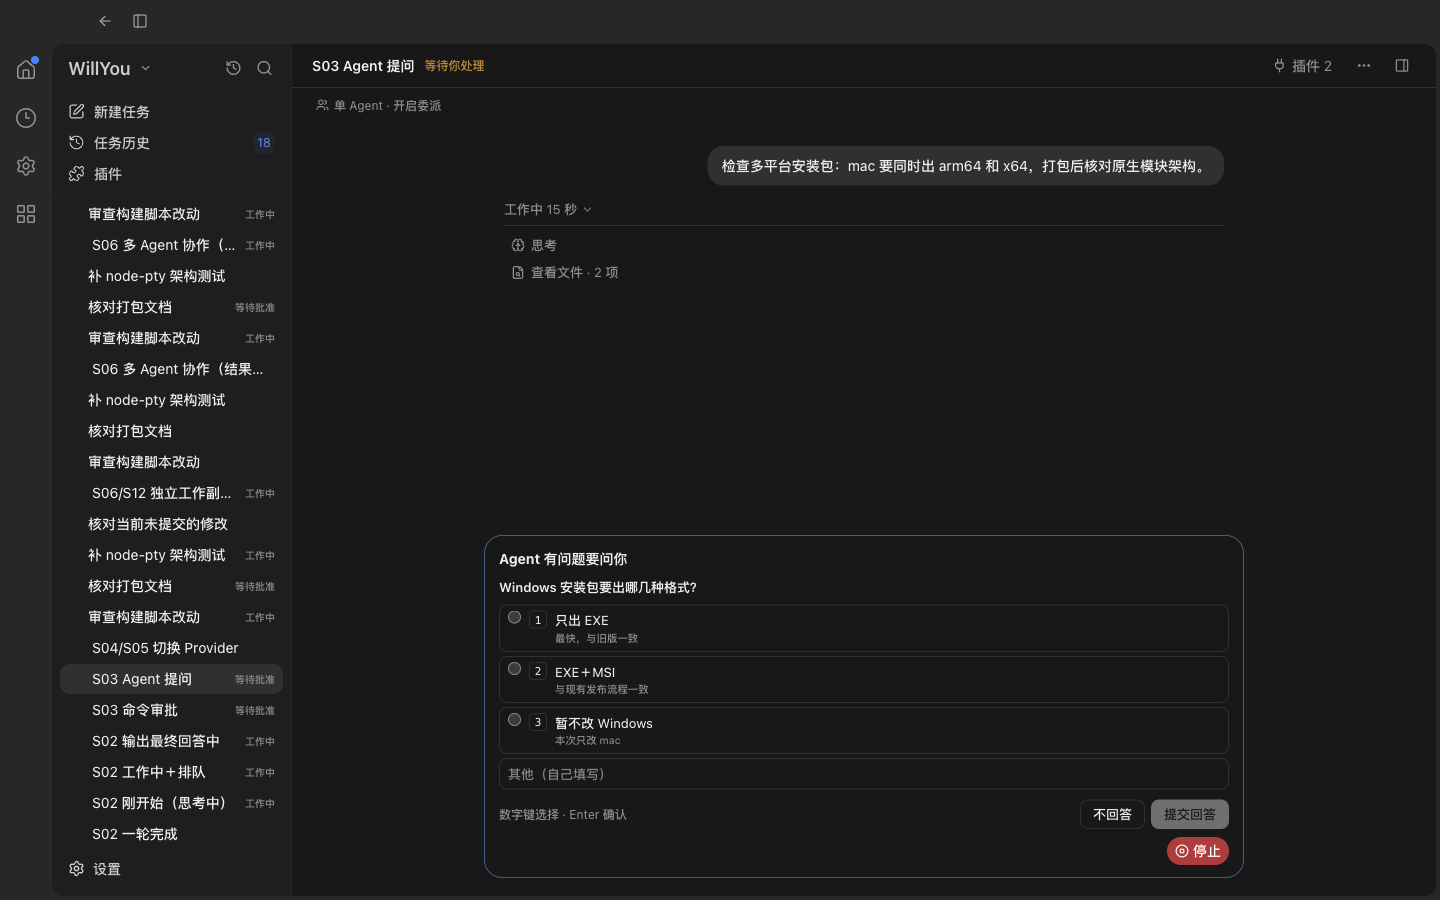 WillYou
新建任务
任务历史 18
插件
审查构建脚本改动 工作中
S06 多 Agent 协作（... 工作中
补 node-pty 架构测试
核对打包文档 等待批准
审查构建脚本改动 工作中
S06 多 Agent 协作（结果...
补 node-pty 架构测试
核对打包文档
审查构建脚本改动
S06/S12 独立工作副... 工作中
核对当前未提交的修改
补 node-pty 架构测试 工作中
核对打包文档 等待批准
审查构建脚本改动 工作中
S04/S05 切换 Provider
S03 Agent 提问 等待批准
S03 命令审批 等待批准
S02 输出最终回答中 工作中
S02 工作中＋排队 工作中
S02 刚开始（思考中） 工作中
S02 一轮完成
设置
S03 Agent 提问 等待你处理
插件 2
单 Agent · 开启委派
检查多平台安装包：mac 要同时出 arm64 和 x64，打包后核对原生模块架构。
工作中 15 秒
思考
查看文件 · 2 项
Agent 有问题要问你
Windows 安装包要出哪几种格式?
1 只出 EXE
最快，与旧版一致
2 EXE＋MSI
与现有发布流程一致
3 暂不改 Windows
本次只改 mac
其他（自己填写）
数字键选择 · Enter 确认
不回答
提交回答
停止